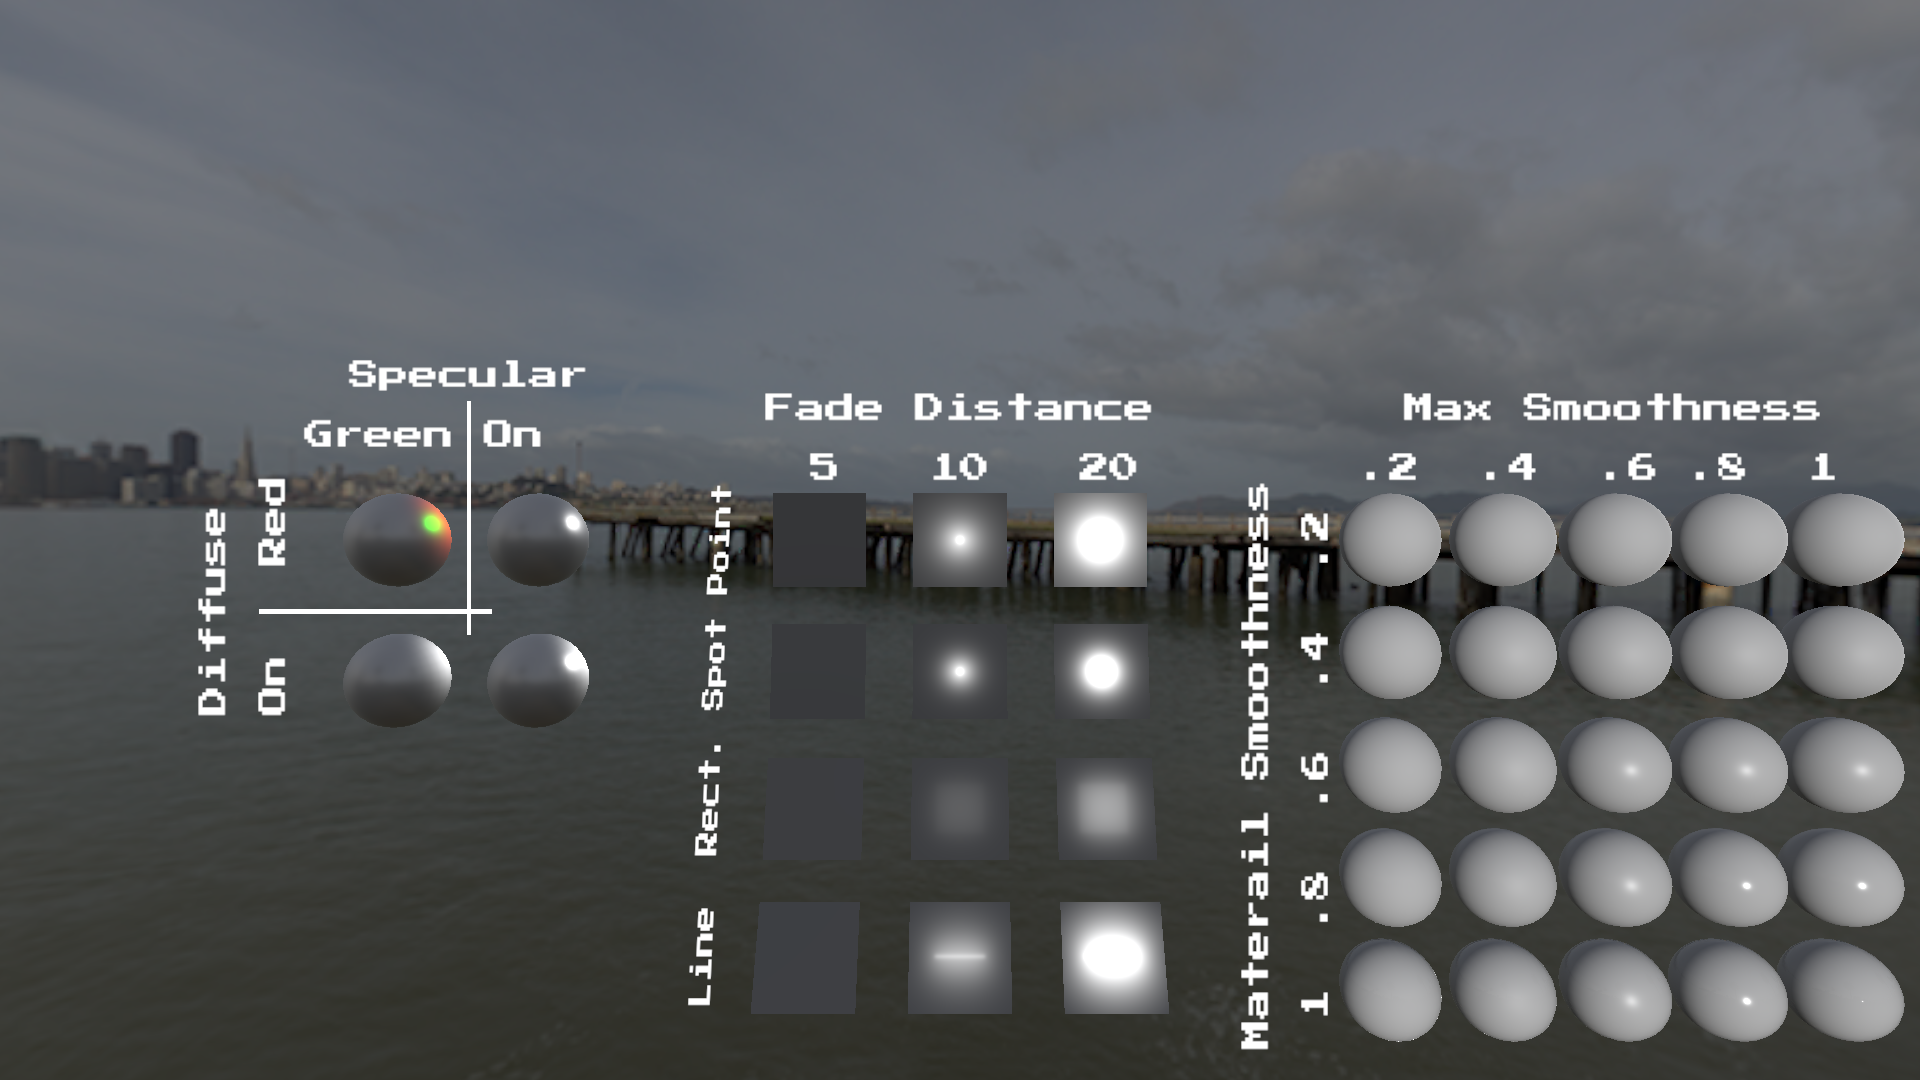 Specular
Green On
Diffuse
Red
On
Fade Distance
5 10 20
Point
Spot
Rect.
Line
Max Smoothness
.2 .4 .6 .8 1
Materail Smoothness
.2
.4
.6
.8
1